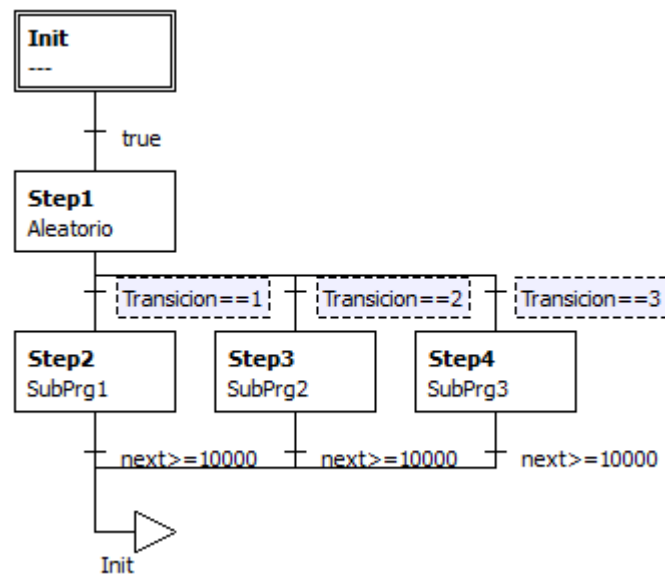 Init
---
true
Step1
Aleatorio
Transicion==1
Transicion==2
Transicion==3
Step2
SubPrg1
Step3
SubPrg2
Step4
SubPrg3
next>=10000
next>=10000
next>=10000
Init